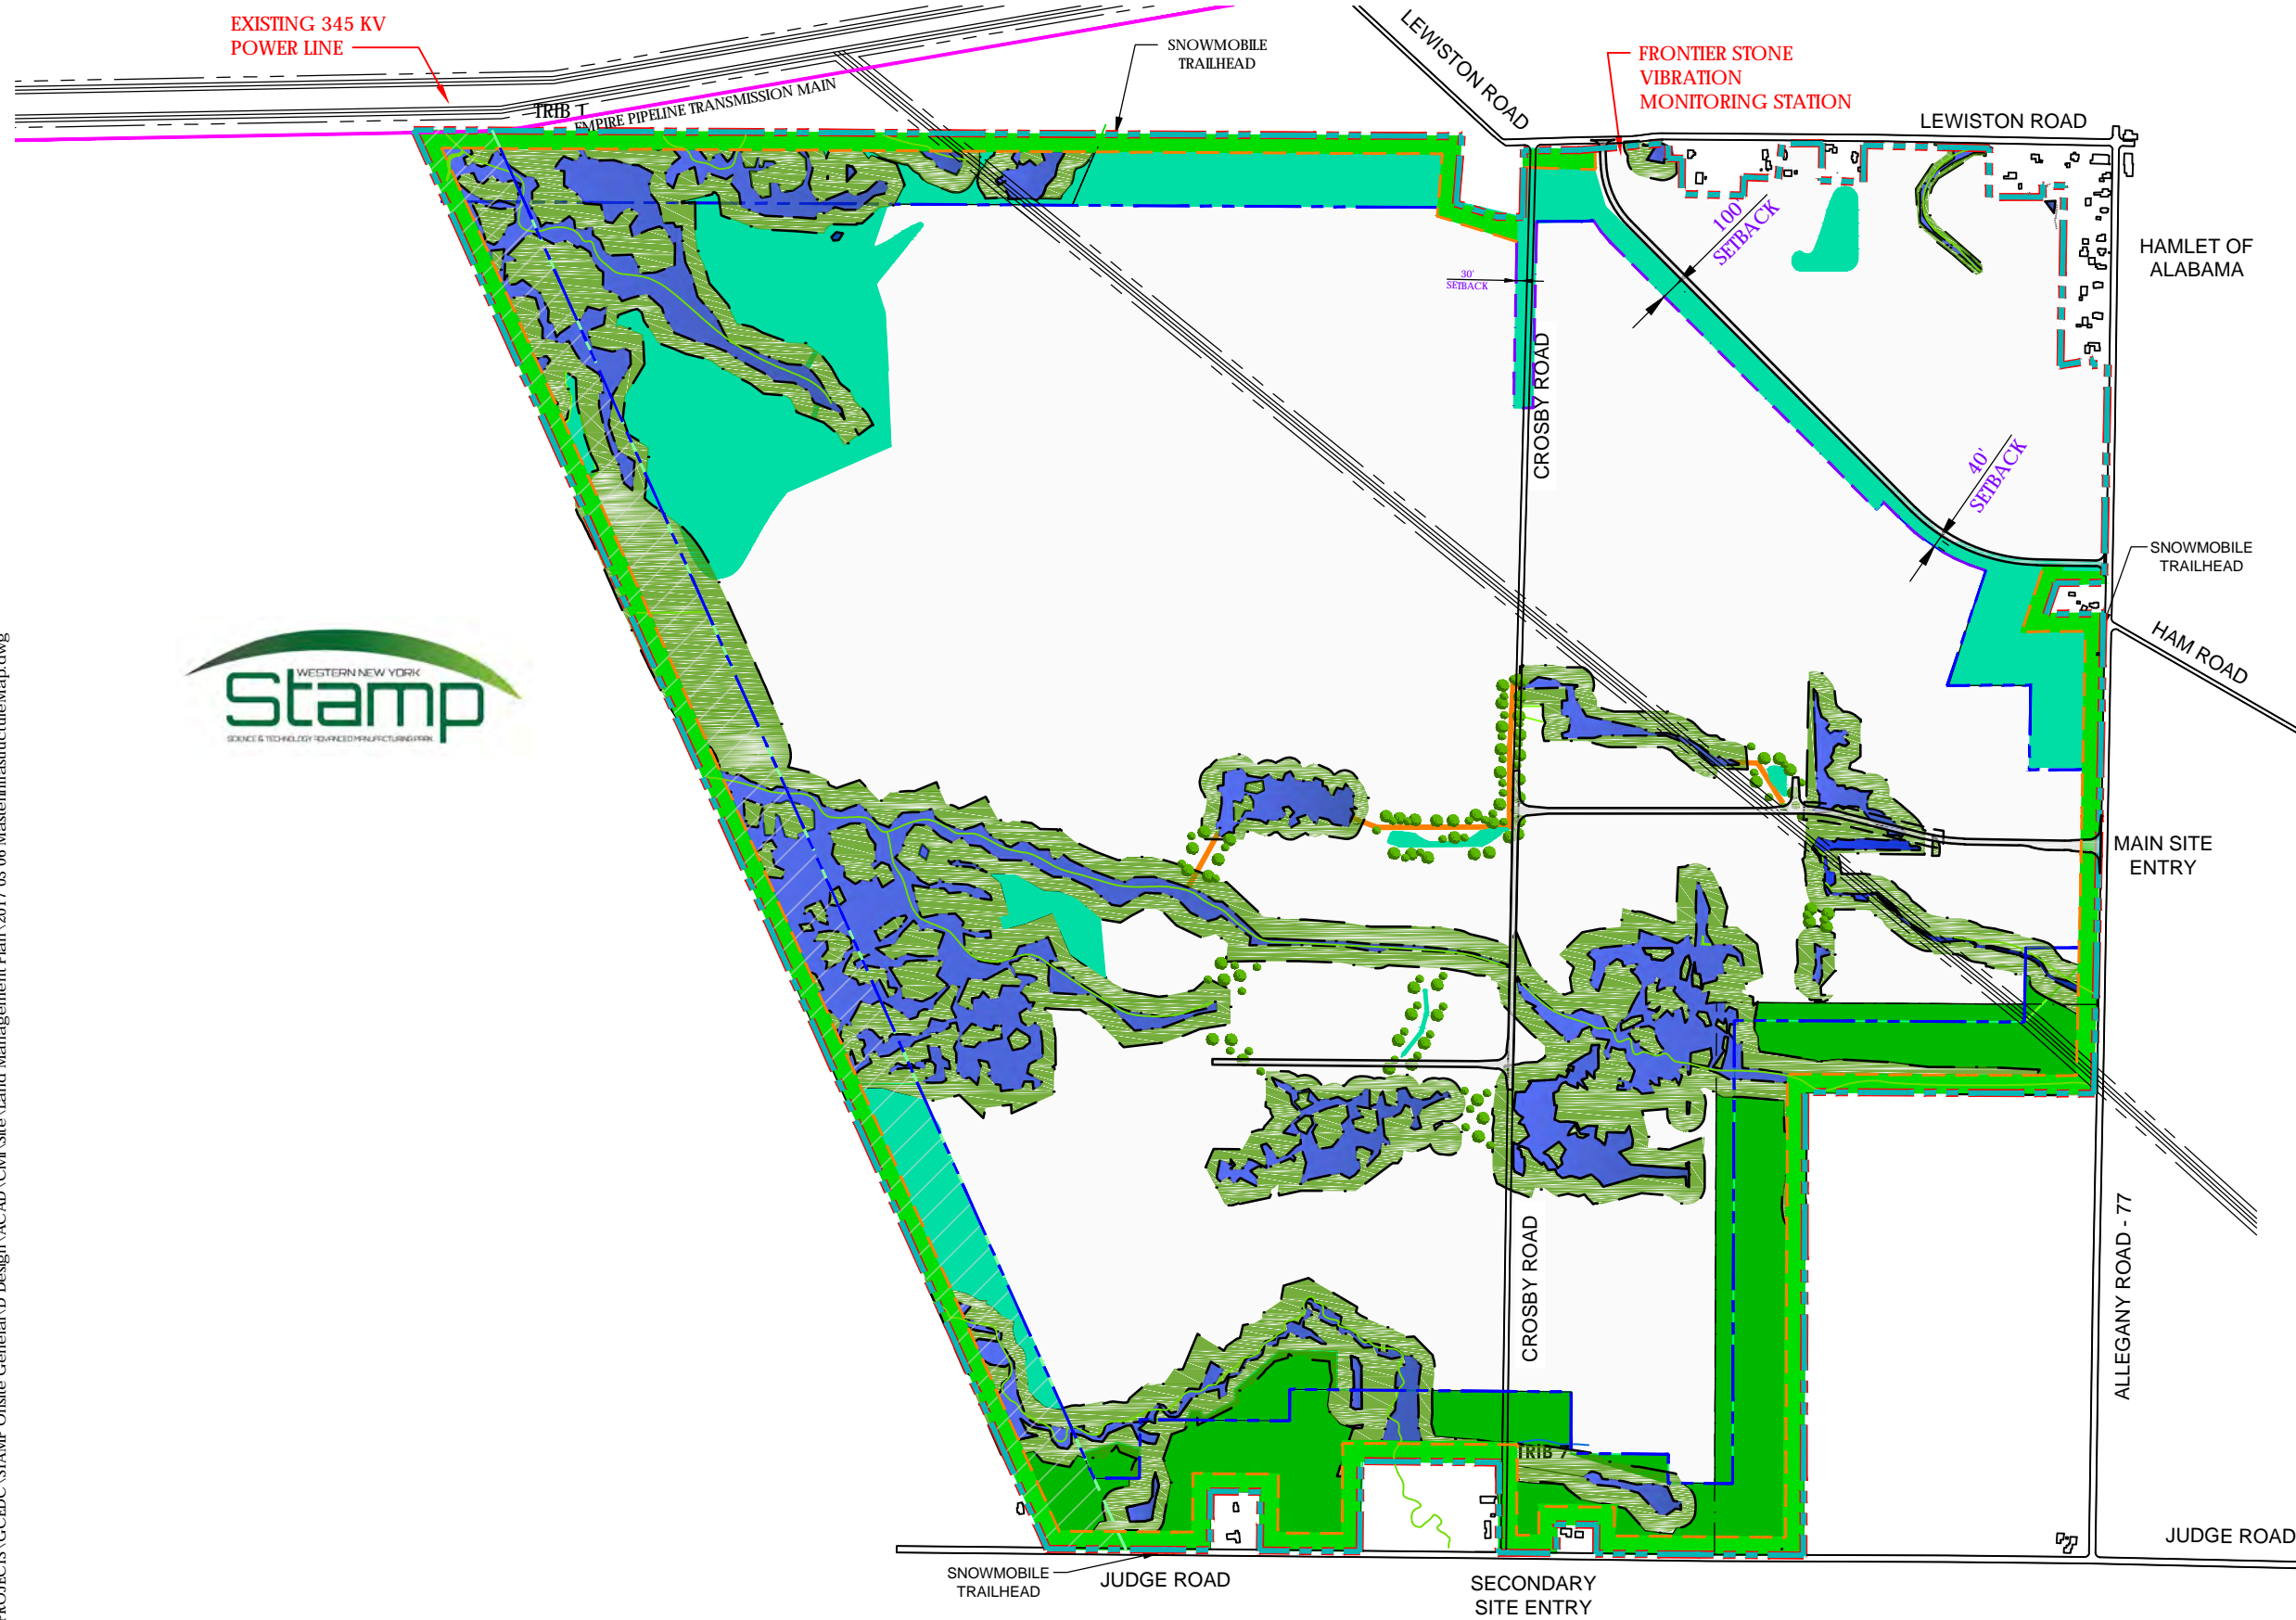 EXISTING 345 KV
POWER LINE
SNOWMOBILE
TRAILHEAD
LEWISTON ROAD
FRONTIER STONE
VIBRATION
MONITORING STATION
LEWISTON ROAD
TRIB 1
EMPIRE PIPELINE TRANSMISSION MAIN
100'
SETBACK
HAMLET OF
ALABAMA
30'
SETBACK
CROSBY ROAD
40'
SETBACK
SNOWMOBILE
TRAILHEAD
HAM ROAD
WESTERN NEW YORK
Stamp
SCIENCE & TECHNOLOGY ADVANCED MANUFACTURING PARK
MAIN SITE
ENTRY
CROSBY ROAD
ALLEGANY ROAD - 77
TRIB 7
JUDGE ROAD
SNOWMOBILE
TRAILHEAD
JUDGE ROAD
SECONDARY
SITE ENTRY